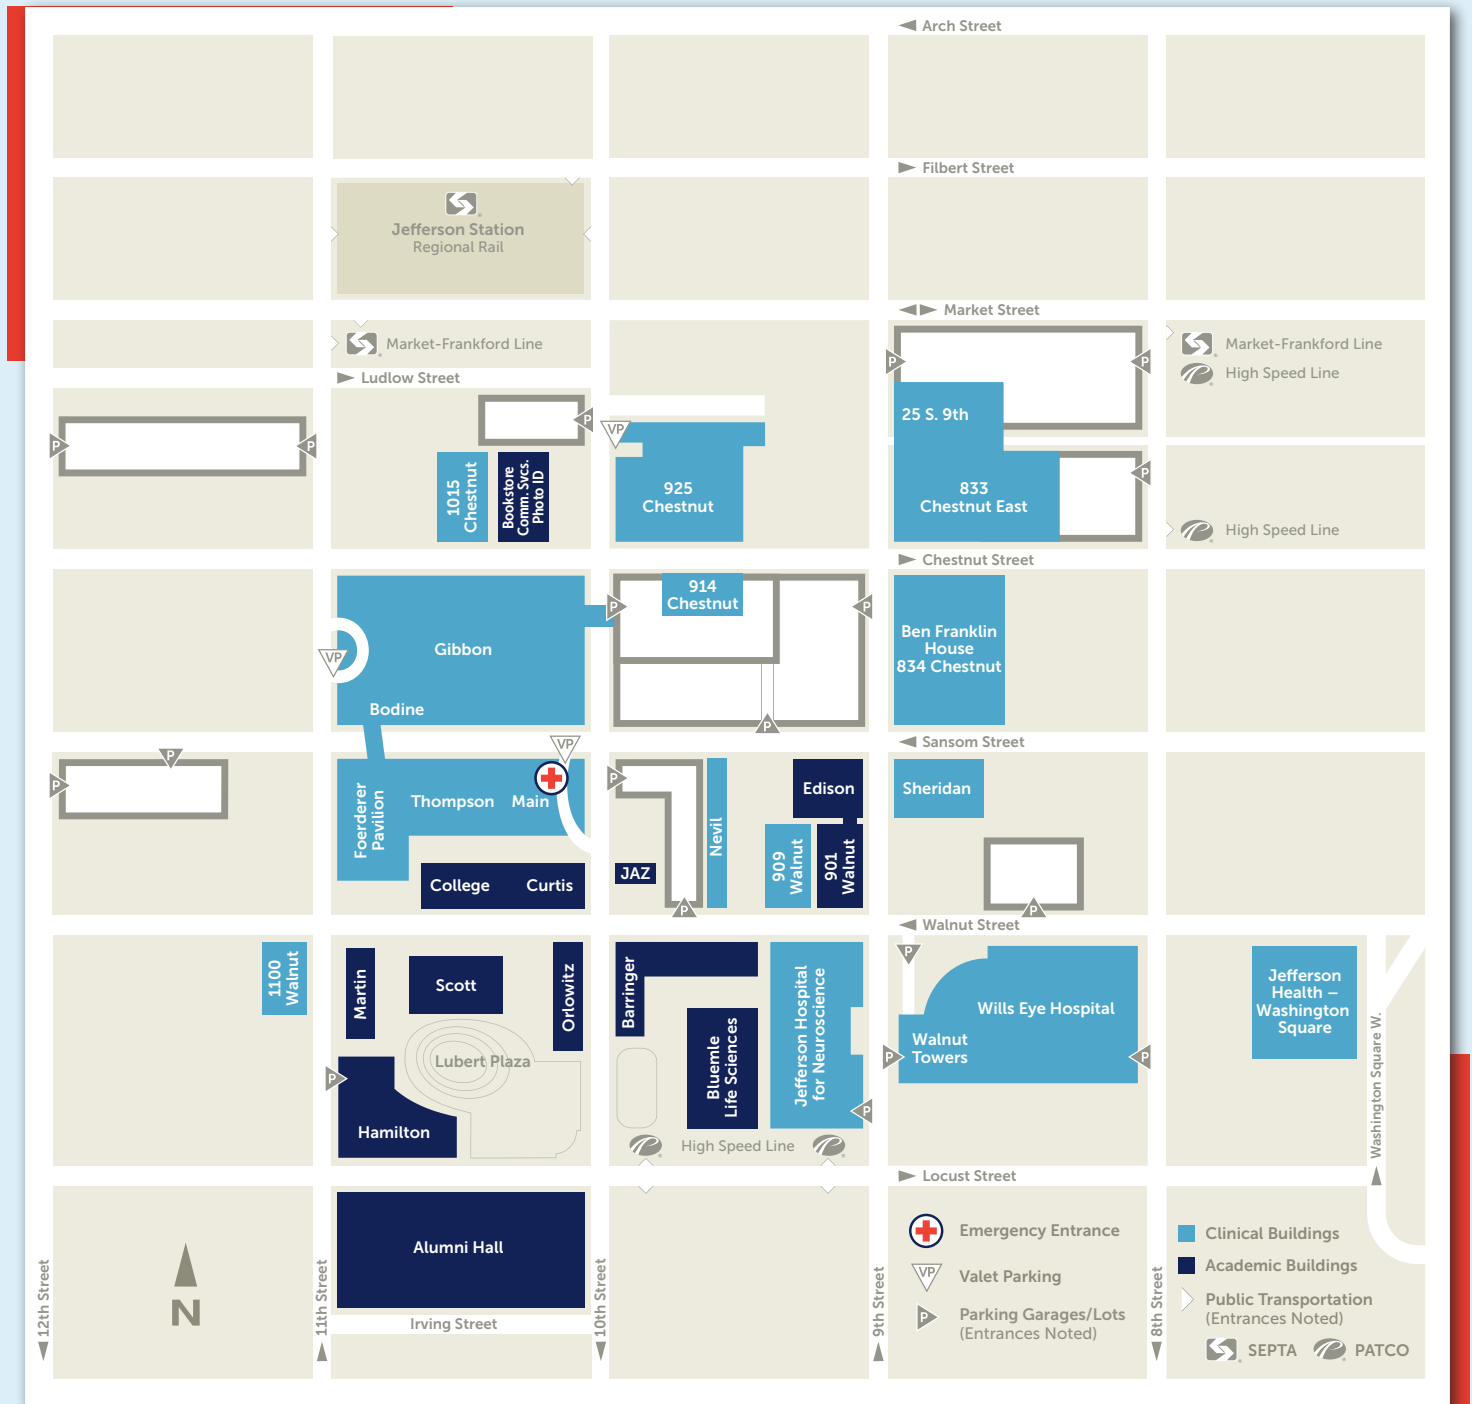 Arch Street
Filbert Street
Jefferson Station
Regional Rail
Market Street
Market-Frankford Line
Market-Frankford Line
High Speed Line
Ludlow Street
P
P
P
P
P
VP
25 S. 9th
P
1015
Chestnut
Bookstore
Comm. Svcs.
Photo ID
925
Chestnut
833
Chestnut East
P
High Speed Line
Chestnut Street
Gibbon
VP
Bodine
P
914
Chestnut
P
P
Ben Franklin
House
834 Chestnut
Sansom Street
P
P
VP
Foerderer
Pavilion
Thompson
Main
College
Curtis
P
JAZ
P
Nevil
Edison
909
Walnut
901
Walnut
Sheridan
P
Walnut Street
1100
Walnut
Martin
Scott
Orlowitz
Lubert Plaza
P
Hamilton
Barringer
Bluemle
Life Sciences
Jefferson Hospital
for Neuroscience
P
High Speed Line
P
Wills Eye Hospital
Walnut
Towers
P
P
Jefferson
Health –
Washington
Square
Washington Square W.
Locust Street
Alumni Hall
Irving Street
N
12th Street
11th Street
10th Street
9th Street
8th Street
Emergency Entrance
VP
Valet Parking
P
Parking Garages/Lots
(Entrances Noted)
Clinical Buildings
Academic Buildings
Public Transportation
(Entrances Noted)
SEPTA
PATCO